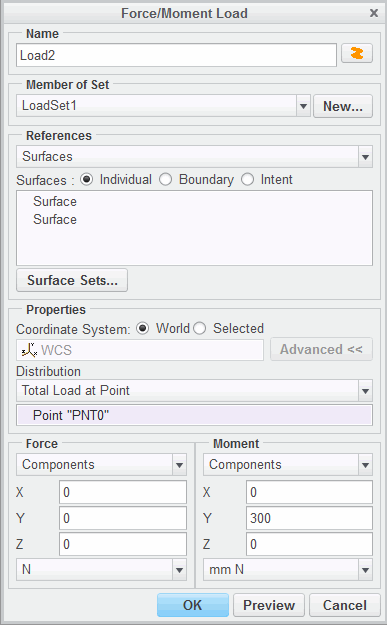 Force/Moment Load
Name
Load2
Member of Set
LoadSet1 New...
References
Surfaces
Surfaces : Individual Boundary Intent
Surface
Surface
Surface Sets...
Properties
Coordinate System: World Selected
WCS Advanced <<
Distribution
Total Load at Point
Point "PNT0"
Force
Components
X 0
Y 0
Z 0
N
Moment
Components
X 0
Y 300
Z 0
mm N
OK Preview Cancel